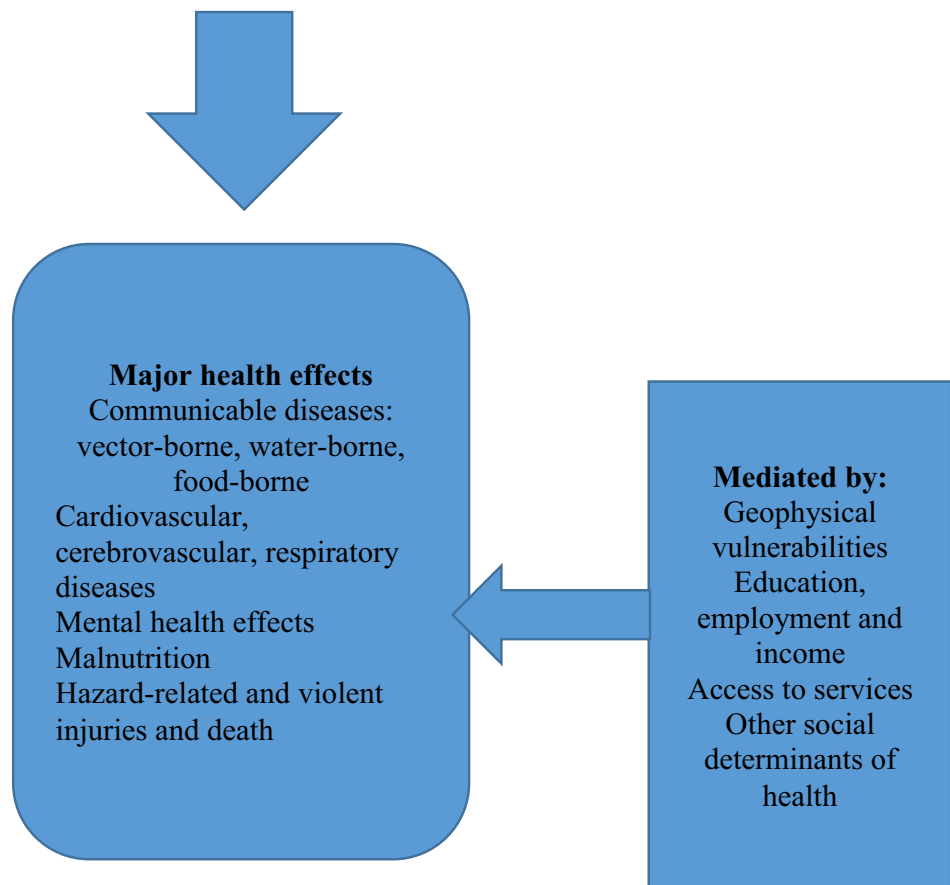 Major health effects
Communicable diseases:
vector-borne, water-borne,
food-borne
Cardiovascular,
cerebrovascular, respiratory
diseases
Mental health effects
Malnutrition
Hazard-related and violent
injuries and death
Mediated by:
Geophysical
vulnerabilities
Education,
employment and
income
Access to services
Other social
determinants of
health